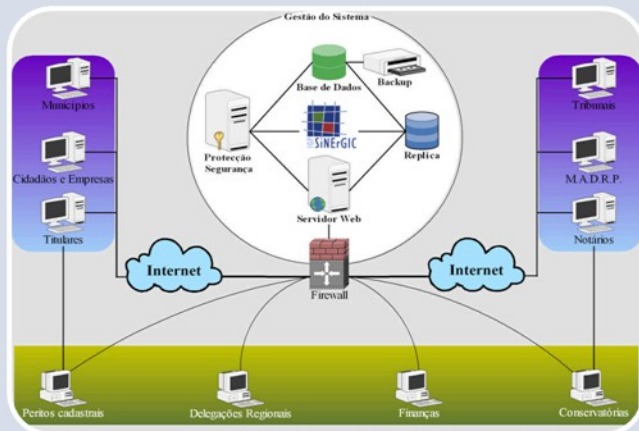 Gestão do Sistema
Base de Dados
Backup
Protecção
Segurança
SiNErGIC
Replica
Servidor Web
Firewall
Municípios
Cidadãos e Empresas
Titulares
Internet
Internet
Tribunais
M.A.D.R.P.
Notários
Peritos cadastrais
Delegações Regionais
Finanças
Conservatórias